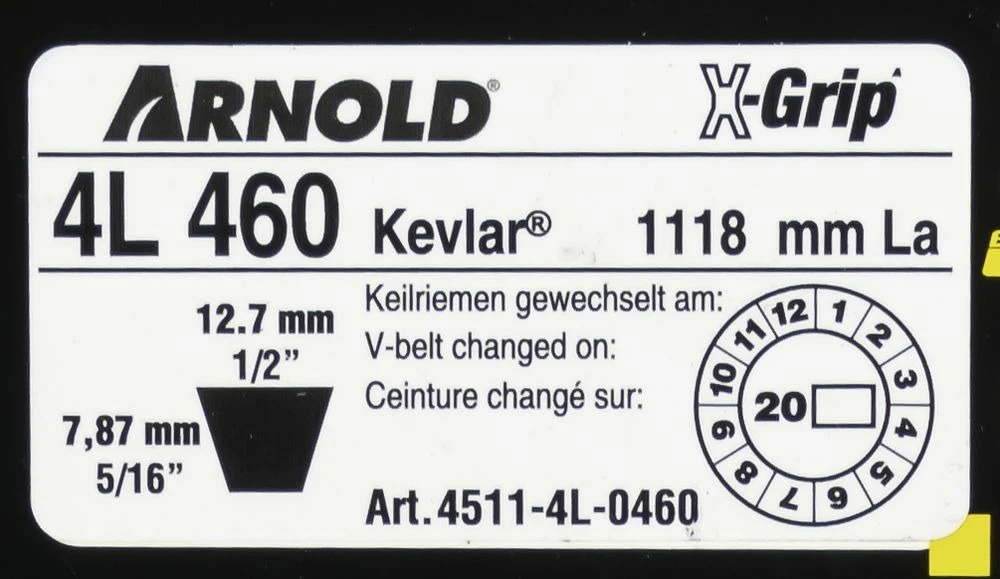 ARNOLD®
X-Grip
4L 460 Kevlar® 1118 mm La
12.7 mm
1/2”
7,87 mm
5/16”
Keilriemen gewechselt am:
V-belt changed on:
Ceinture changé sur:
Art. 4511-4L-0460
1 2 3 4 5 6 7 8 9 10 11 12
20